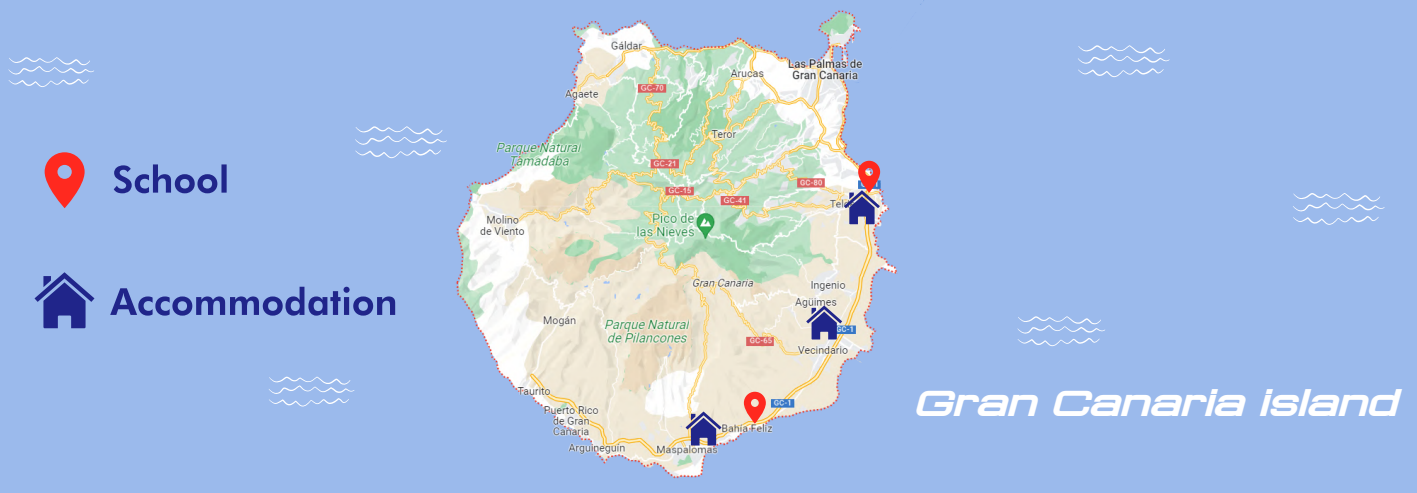 School
Accommodation
Gáldar
Las Palmas de
Gran Canaria
Arucas
GC-70
Agaete
Teror
Parque Natural
Tamadaba
GC-21
GC-80
GC-15
GC-41
Molino
de Viento
Pico de
las Nieves
Gran Canaria
Ingenio
Agüimes
Mogán
Parque Natural
de Pilancones
GC-1
GC-65
Vecindario
Taurito
GC-1
Puerto Rico
de Gran
Canaria
Bahía Feliz
Arguineguín
Maspalomas
Gran Canaria island